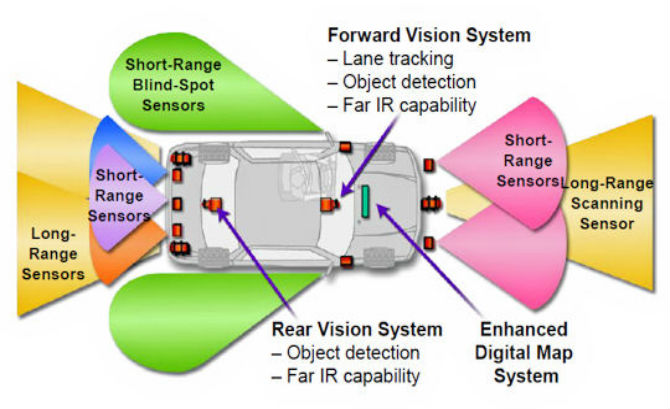 Forward Vision System
– Lane tracking
– Object detection
– Far IR capability
Short-Range
Blind-Spot
Sensors
Short-
Range
Sensors
Long-Range
Scanning
Sensor
Short-
Range
Sensors
Long-
Range
Sensors
Rear Vision System
– Object detection
– Far IR capability
Enhanced
Digital Map
System